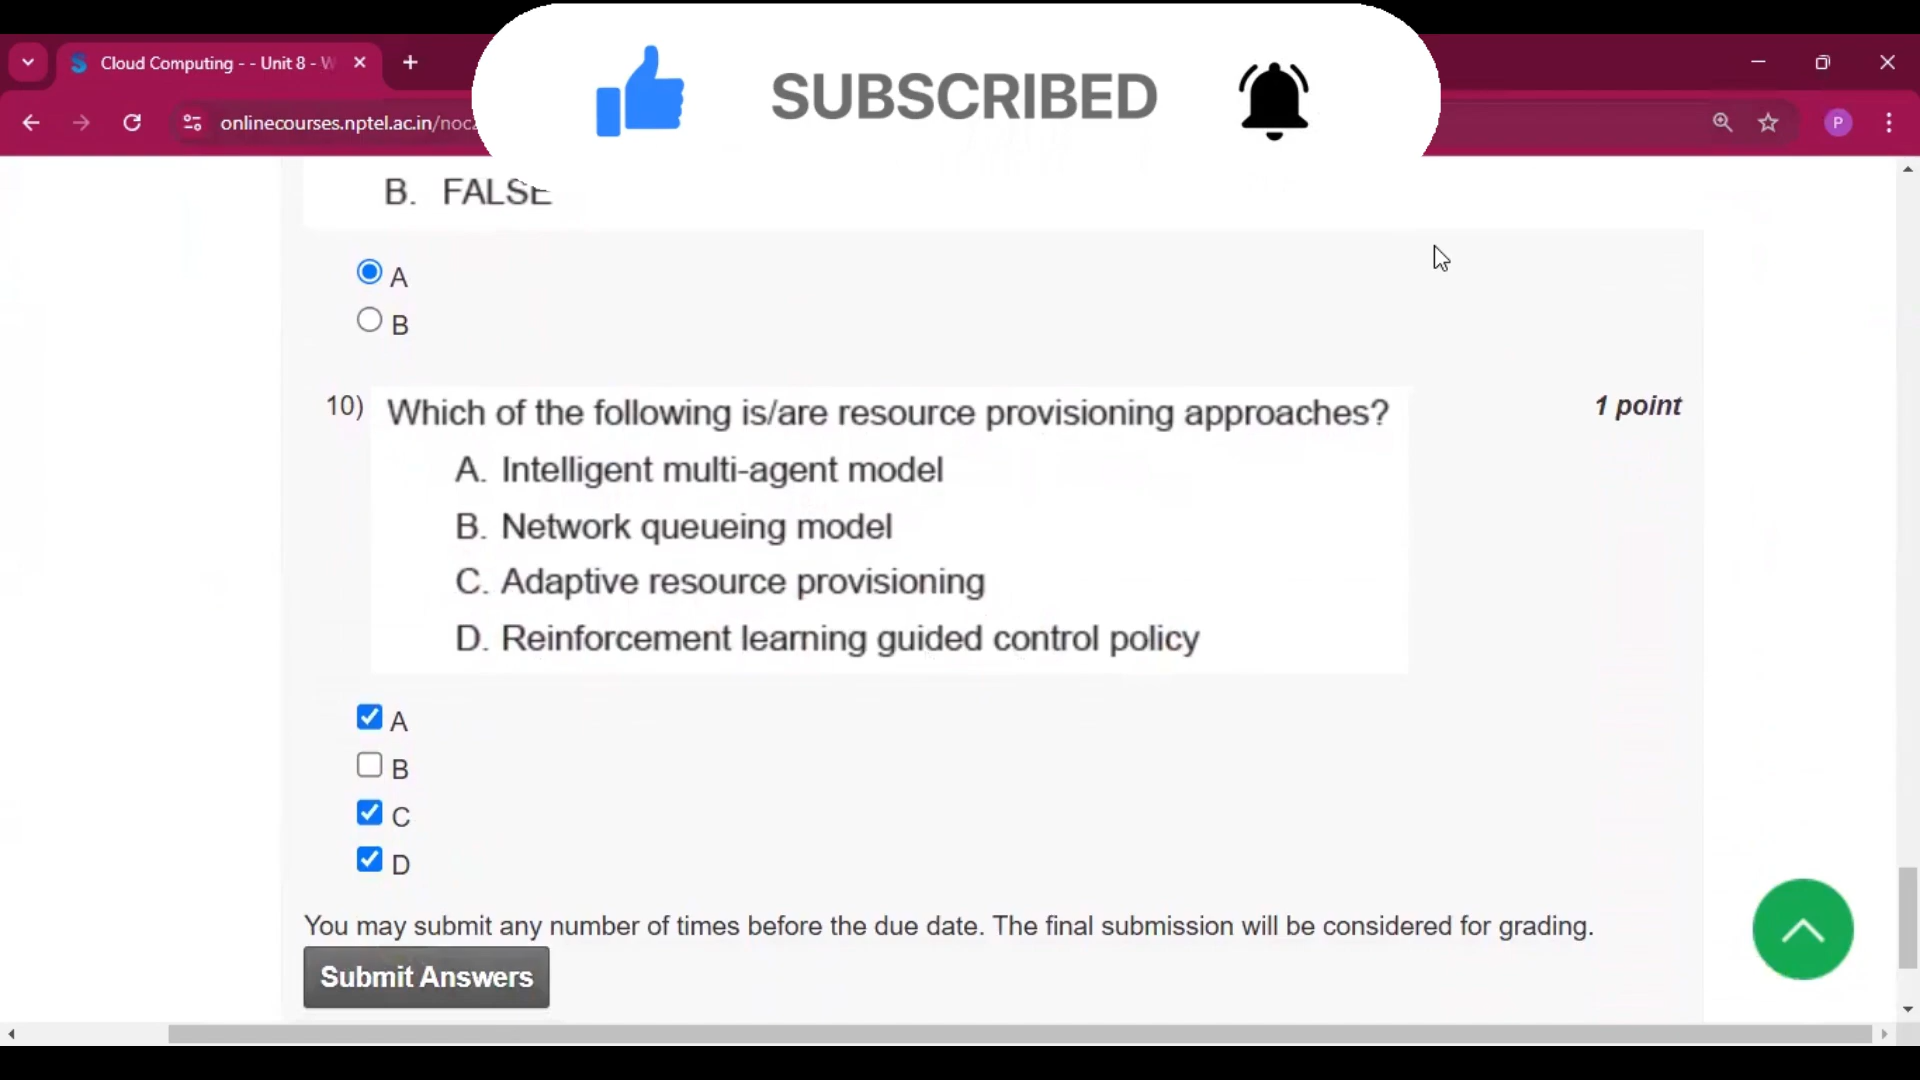 Cloud Computing - - Unit 8 - W
onlinecourses.nptel.ac.in/noc
SUBSCRIBED
P
B. FALSE
A
B
10) Which of the following is/are resource provisioning approaches? 1 point
A. Intelligent multi-agent model
B. Network queueing model
C. Adaptive resource provisioning
D. Reinforcement learning guided control policy
A
B
C
D
You may submit any number of times before the due date. The final submission will be considered for grading.
Submit Answers